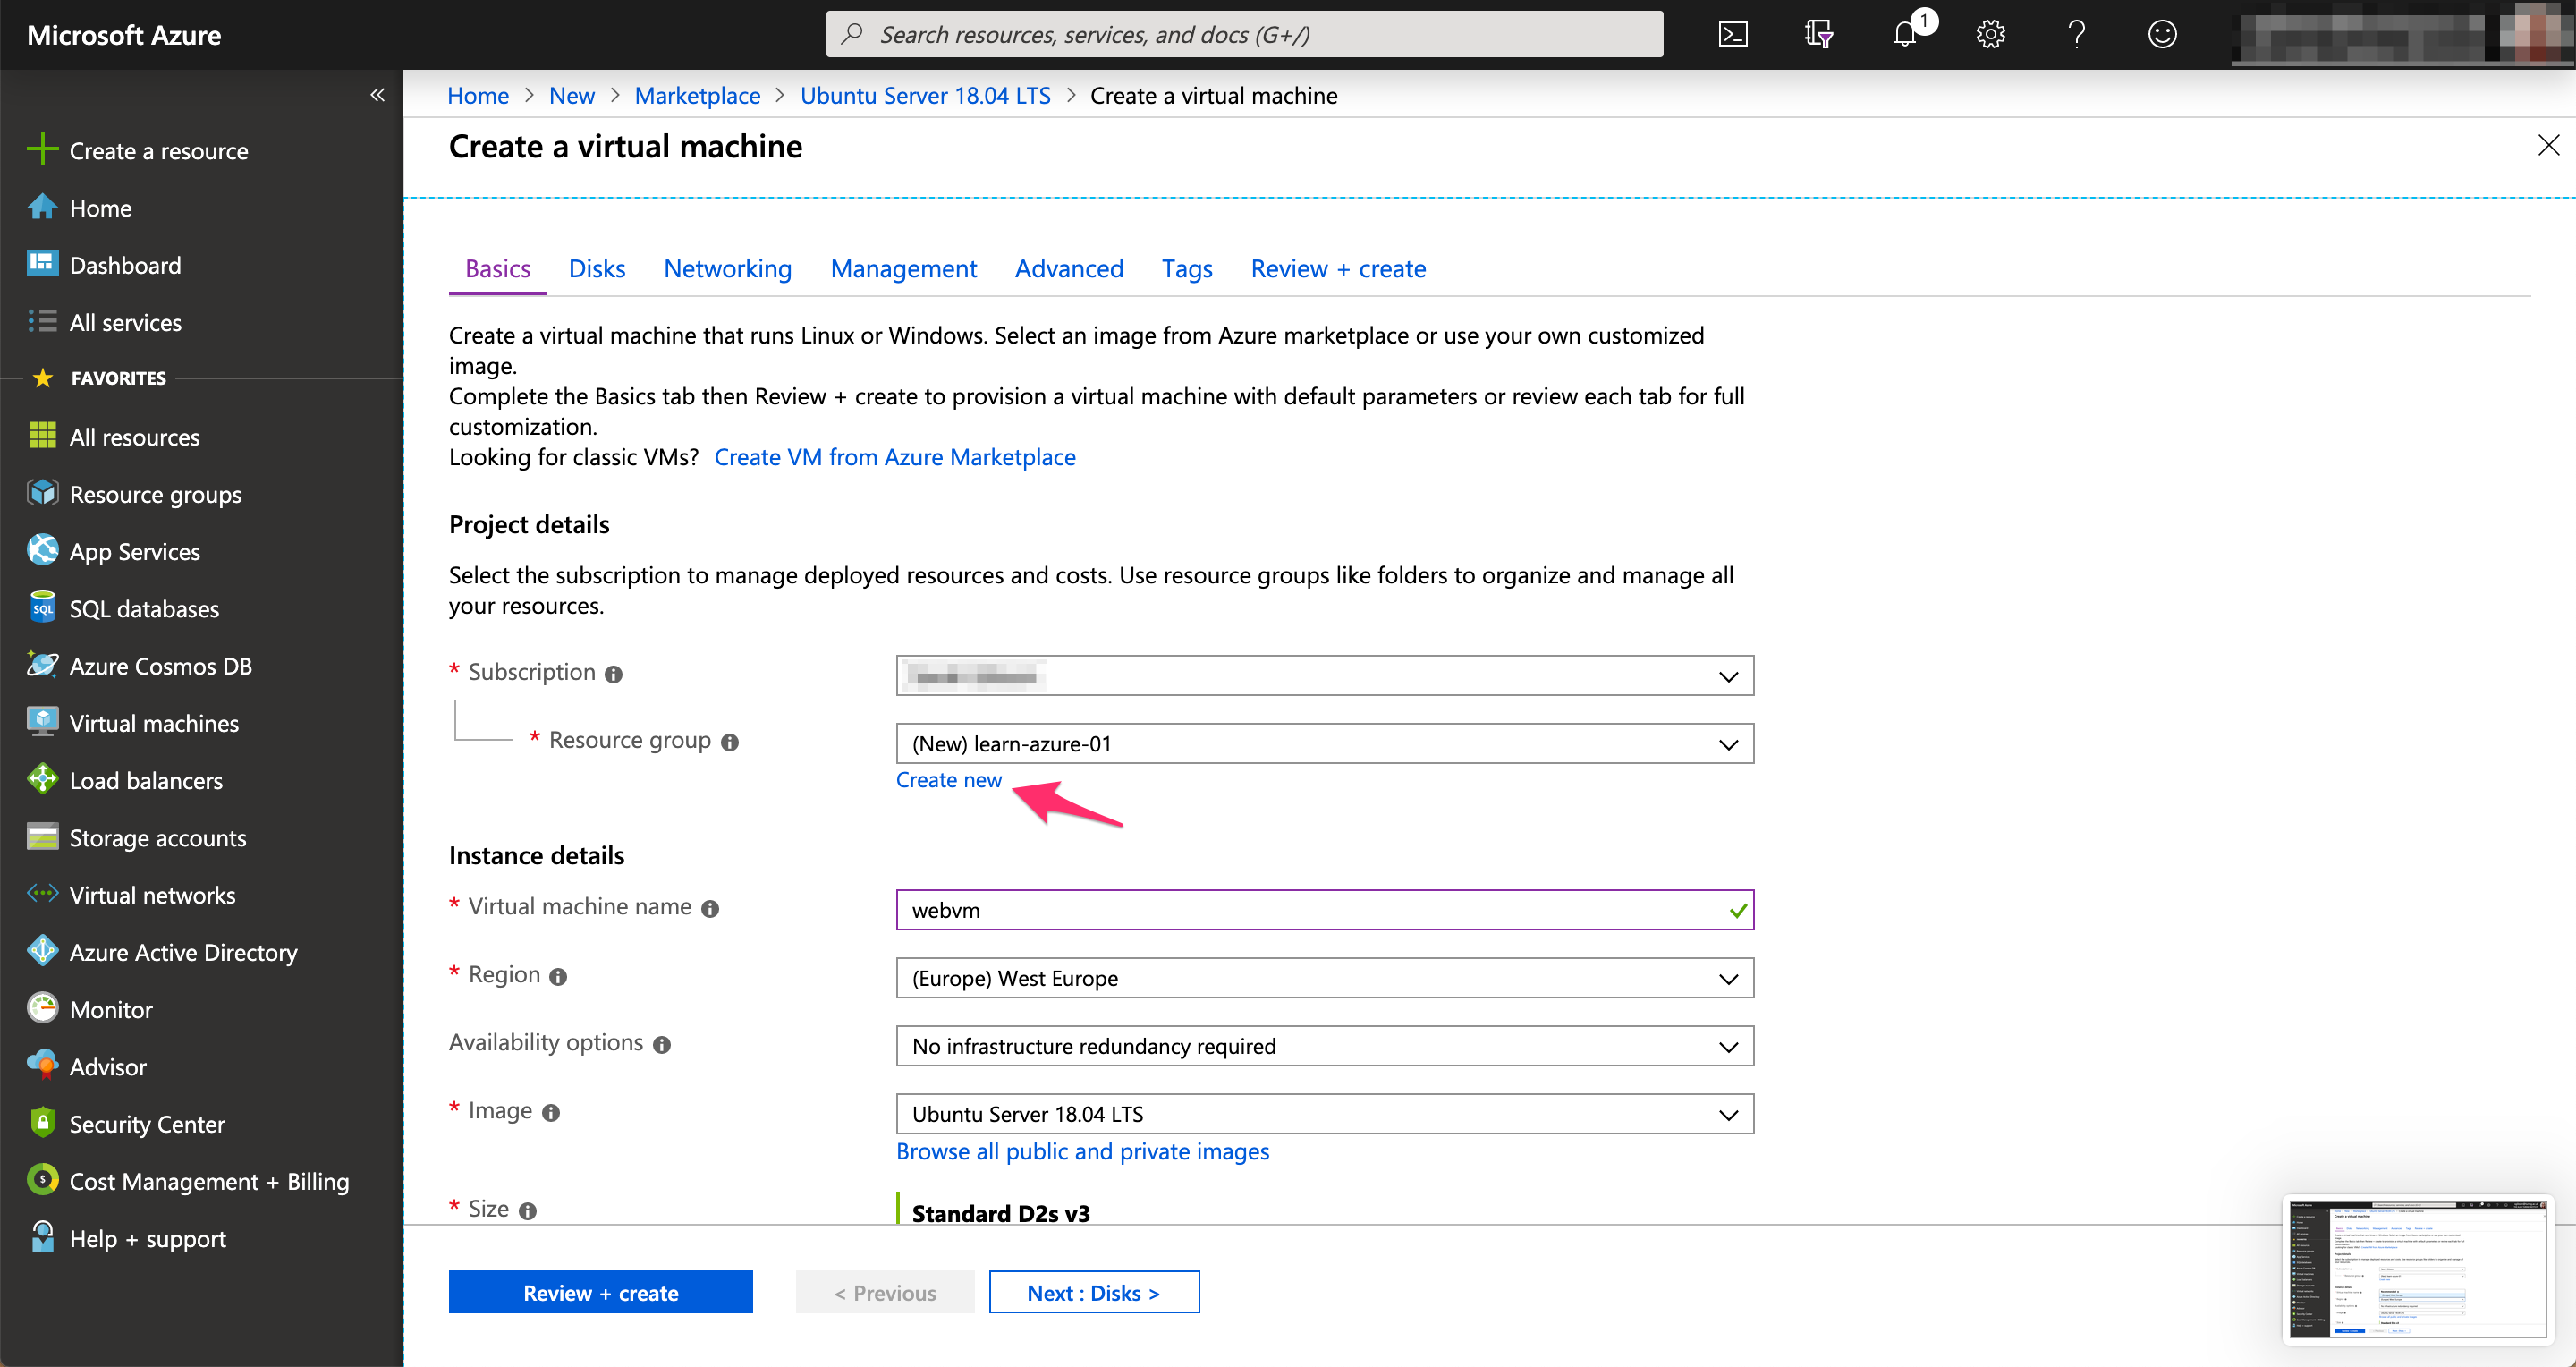 Microsoft Azure
Search resources, services, and docs (G+/)
1
Home > New > Marketplace > Ubuntu Server 18.04 LTS > Create a virtual machine
Create a virtual machine
Create a resource
Home
Dashboard
All services
FAVORITES
All resources
Resource groups
App Services
SQL databases
Azure Cosmos DB
Virtual machines
Load balancers
Storage accounts
Virtual networks
Azure Active Directory
Monitor
Advisor
Security Center
Cost Management + Billing
Help + support
Basics Disks Networking Management Advanced Tags Review + create
Create a virtual machine that runs Linux or Windows. Select an image from Azure marketplace or use your own customized
image.
Complete the Basics tab then Review + create to provision a virtual machine with default parameters or review each tab for full
customization.
Looking for classic VMs? Create VM from Azure Marketplace
Project details
Select the subscription to manage deployed resources and costs. Use resource groups like folders to organize and manage all
your resources.
* Subscription
* Resource group (New) learn-azure-01
Create new
Instance details
* Virtual machine name webvm
* Region (Europe) West Europe
Availability options No infrastructure redundancy required
* Image Ubuntu Server 18.04 LTS
Browse all public and private images
* Size Standard D2s v3
Review + create < Previous Next : Disks >